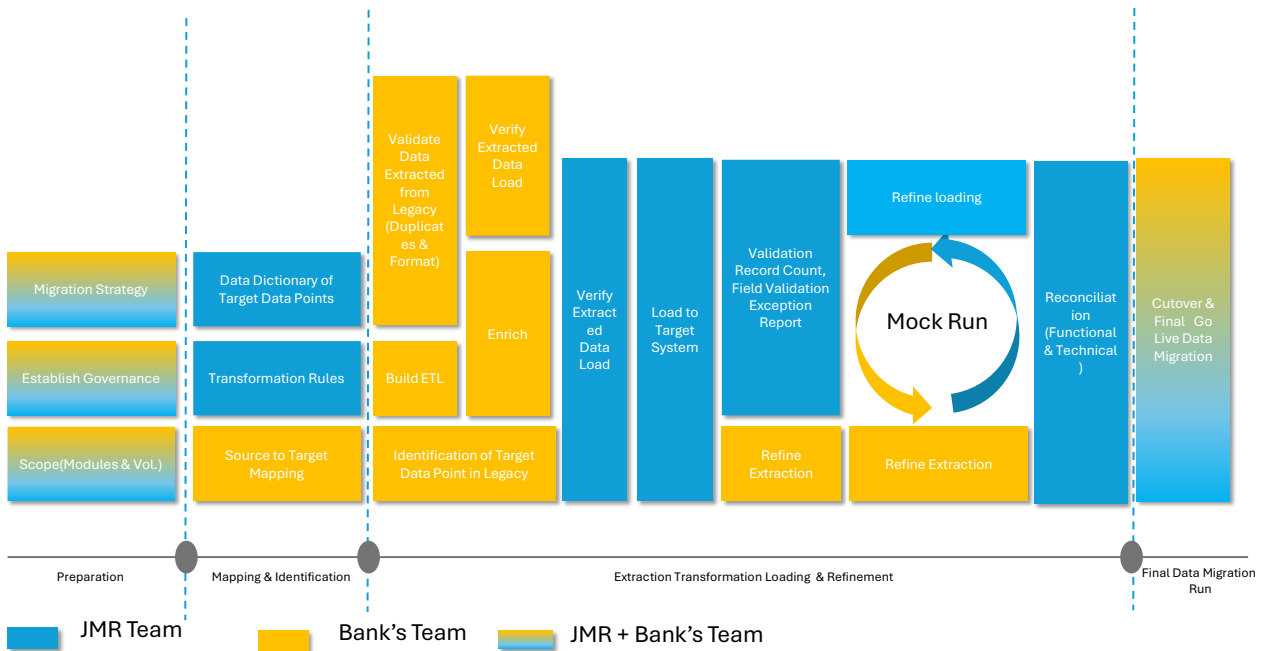 Migration Strategy
Establish Governance
Scope(Modules & Vol.)
Data Dictionary of
Target Data Points
Transformation Rules
Source to Target
Mapping
Validate
Data
Extracted
from
Legacy
(Duplicat
es &
Format)
Build ETL
Verify
Extracted
Data
Load
Enrich
Identification of Target
Data Point in Legacy
Verify
Extract
ed
Data
Load
Load to
Target
System
Validation
Record Count,
Field Validation
Exception
Report
Refine
Extraction
Refine loading
Mock Run
Refine Extraction
Reconciliat
ion
(Functional
& Technical
)
Cutover &
Final Go
Live Data
Migration
Preparation
Mapping & Identification
Extraction Transformation Loading & Refinement
Final Data Migration
Run
JMR Team
Bank's Team
JMR + Bank's Team